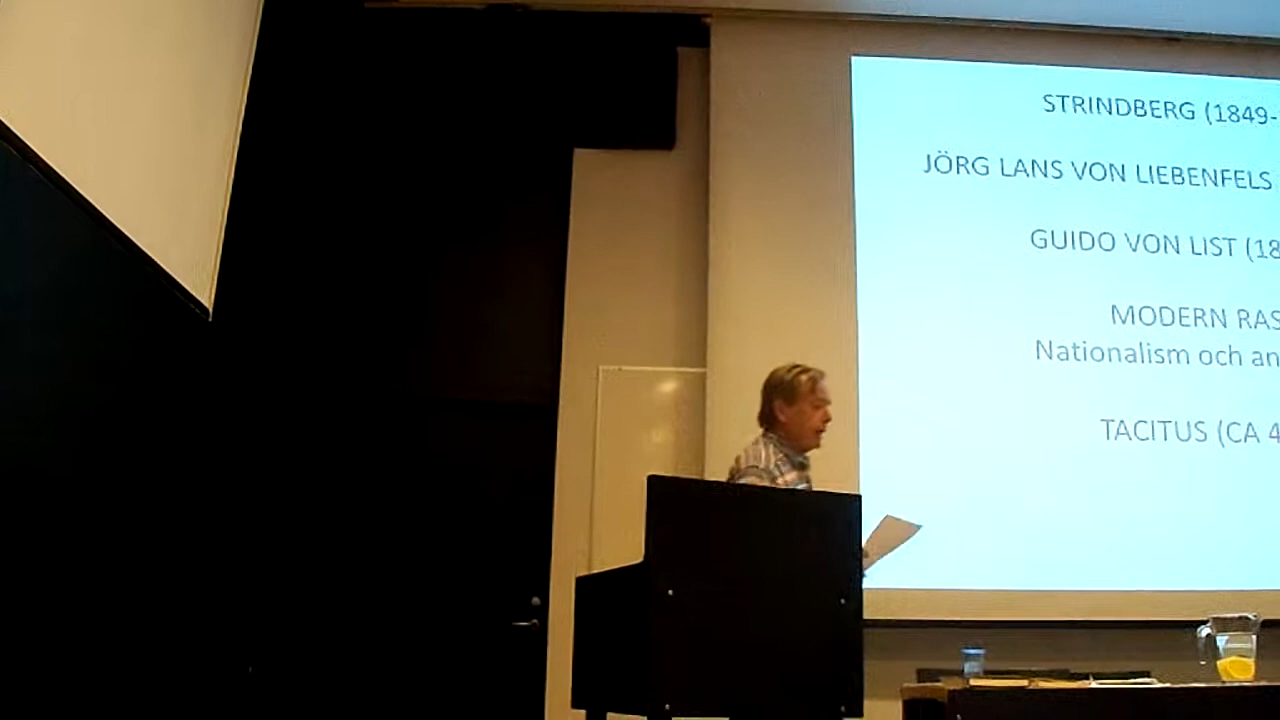 STRINDBERG (1849-
JÖRG LANS VON LIEBENFELS
GUIDO VON LIST (18
MODERN RAS
Nationalism och an
TACITUS (CA 4